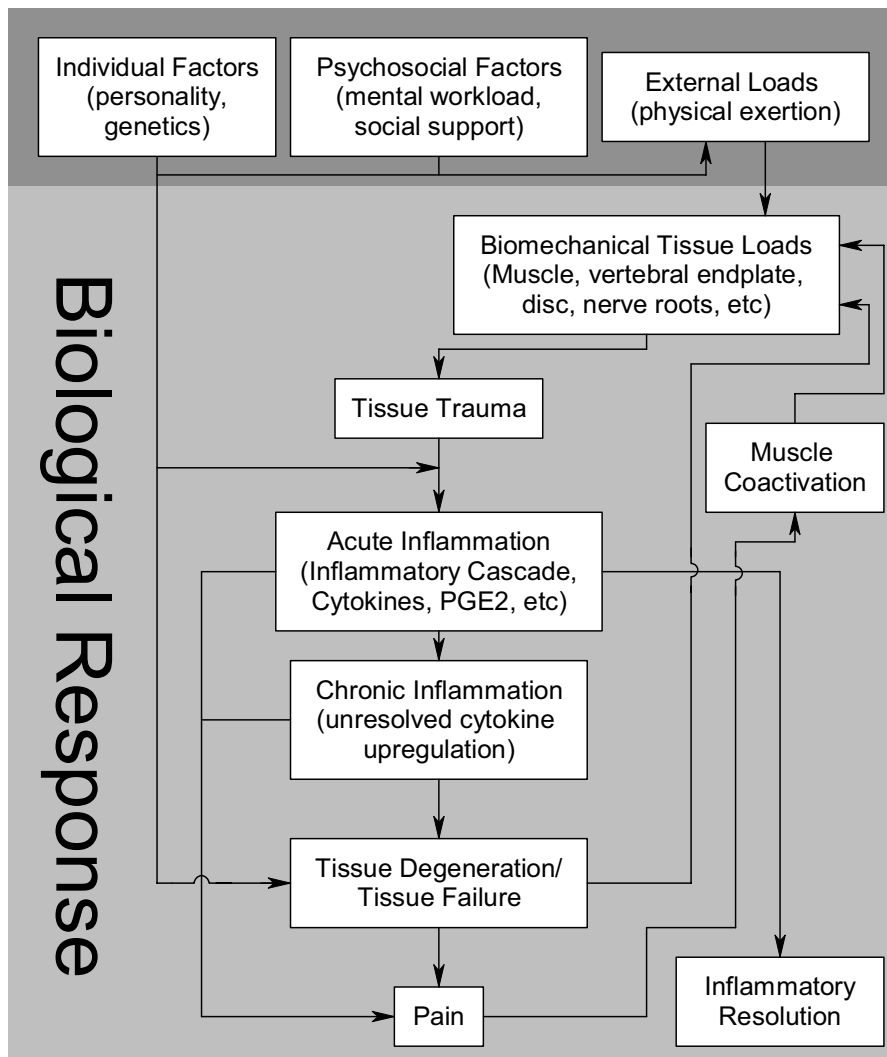 Individual Factors
(personality,
genetics)
Psychosocial Factors
(mental workload,
social support)
External Loads
(physical exertion)
Biomechanical Tissue Loads
(Muscle, vertebral endplate,
disc, nerve roots, etc)
Biological Response
Tissue Trauma
Muscle
Coactivation
Acute Inflammation
(Inflammatory Cascade,
Cytokines, PGE2, etc)
Chronic Inflammation
(unresolved cytokine
upregulation)
Tissue Degeneration/
Tissue Failure
Pain
Inflammatory
Resolution